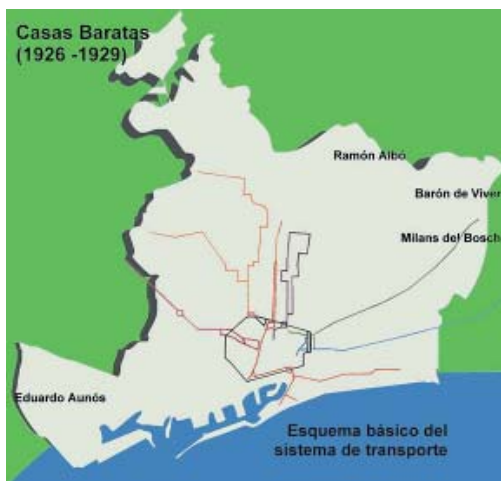 Casas Baratas
(1926 -1929)
Ramón Albó
Barón de Viver
Milans del Bosch
Eduardo Aunós
Esquema básico del
sistema de transporte